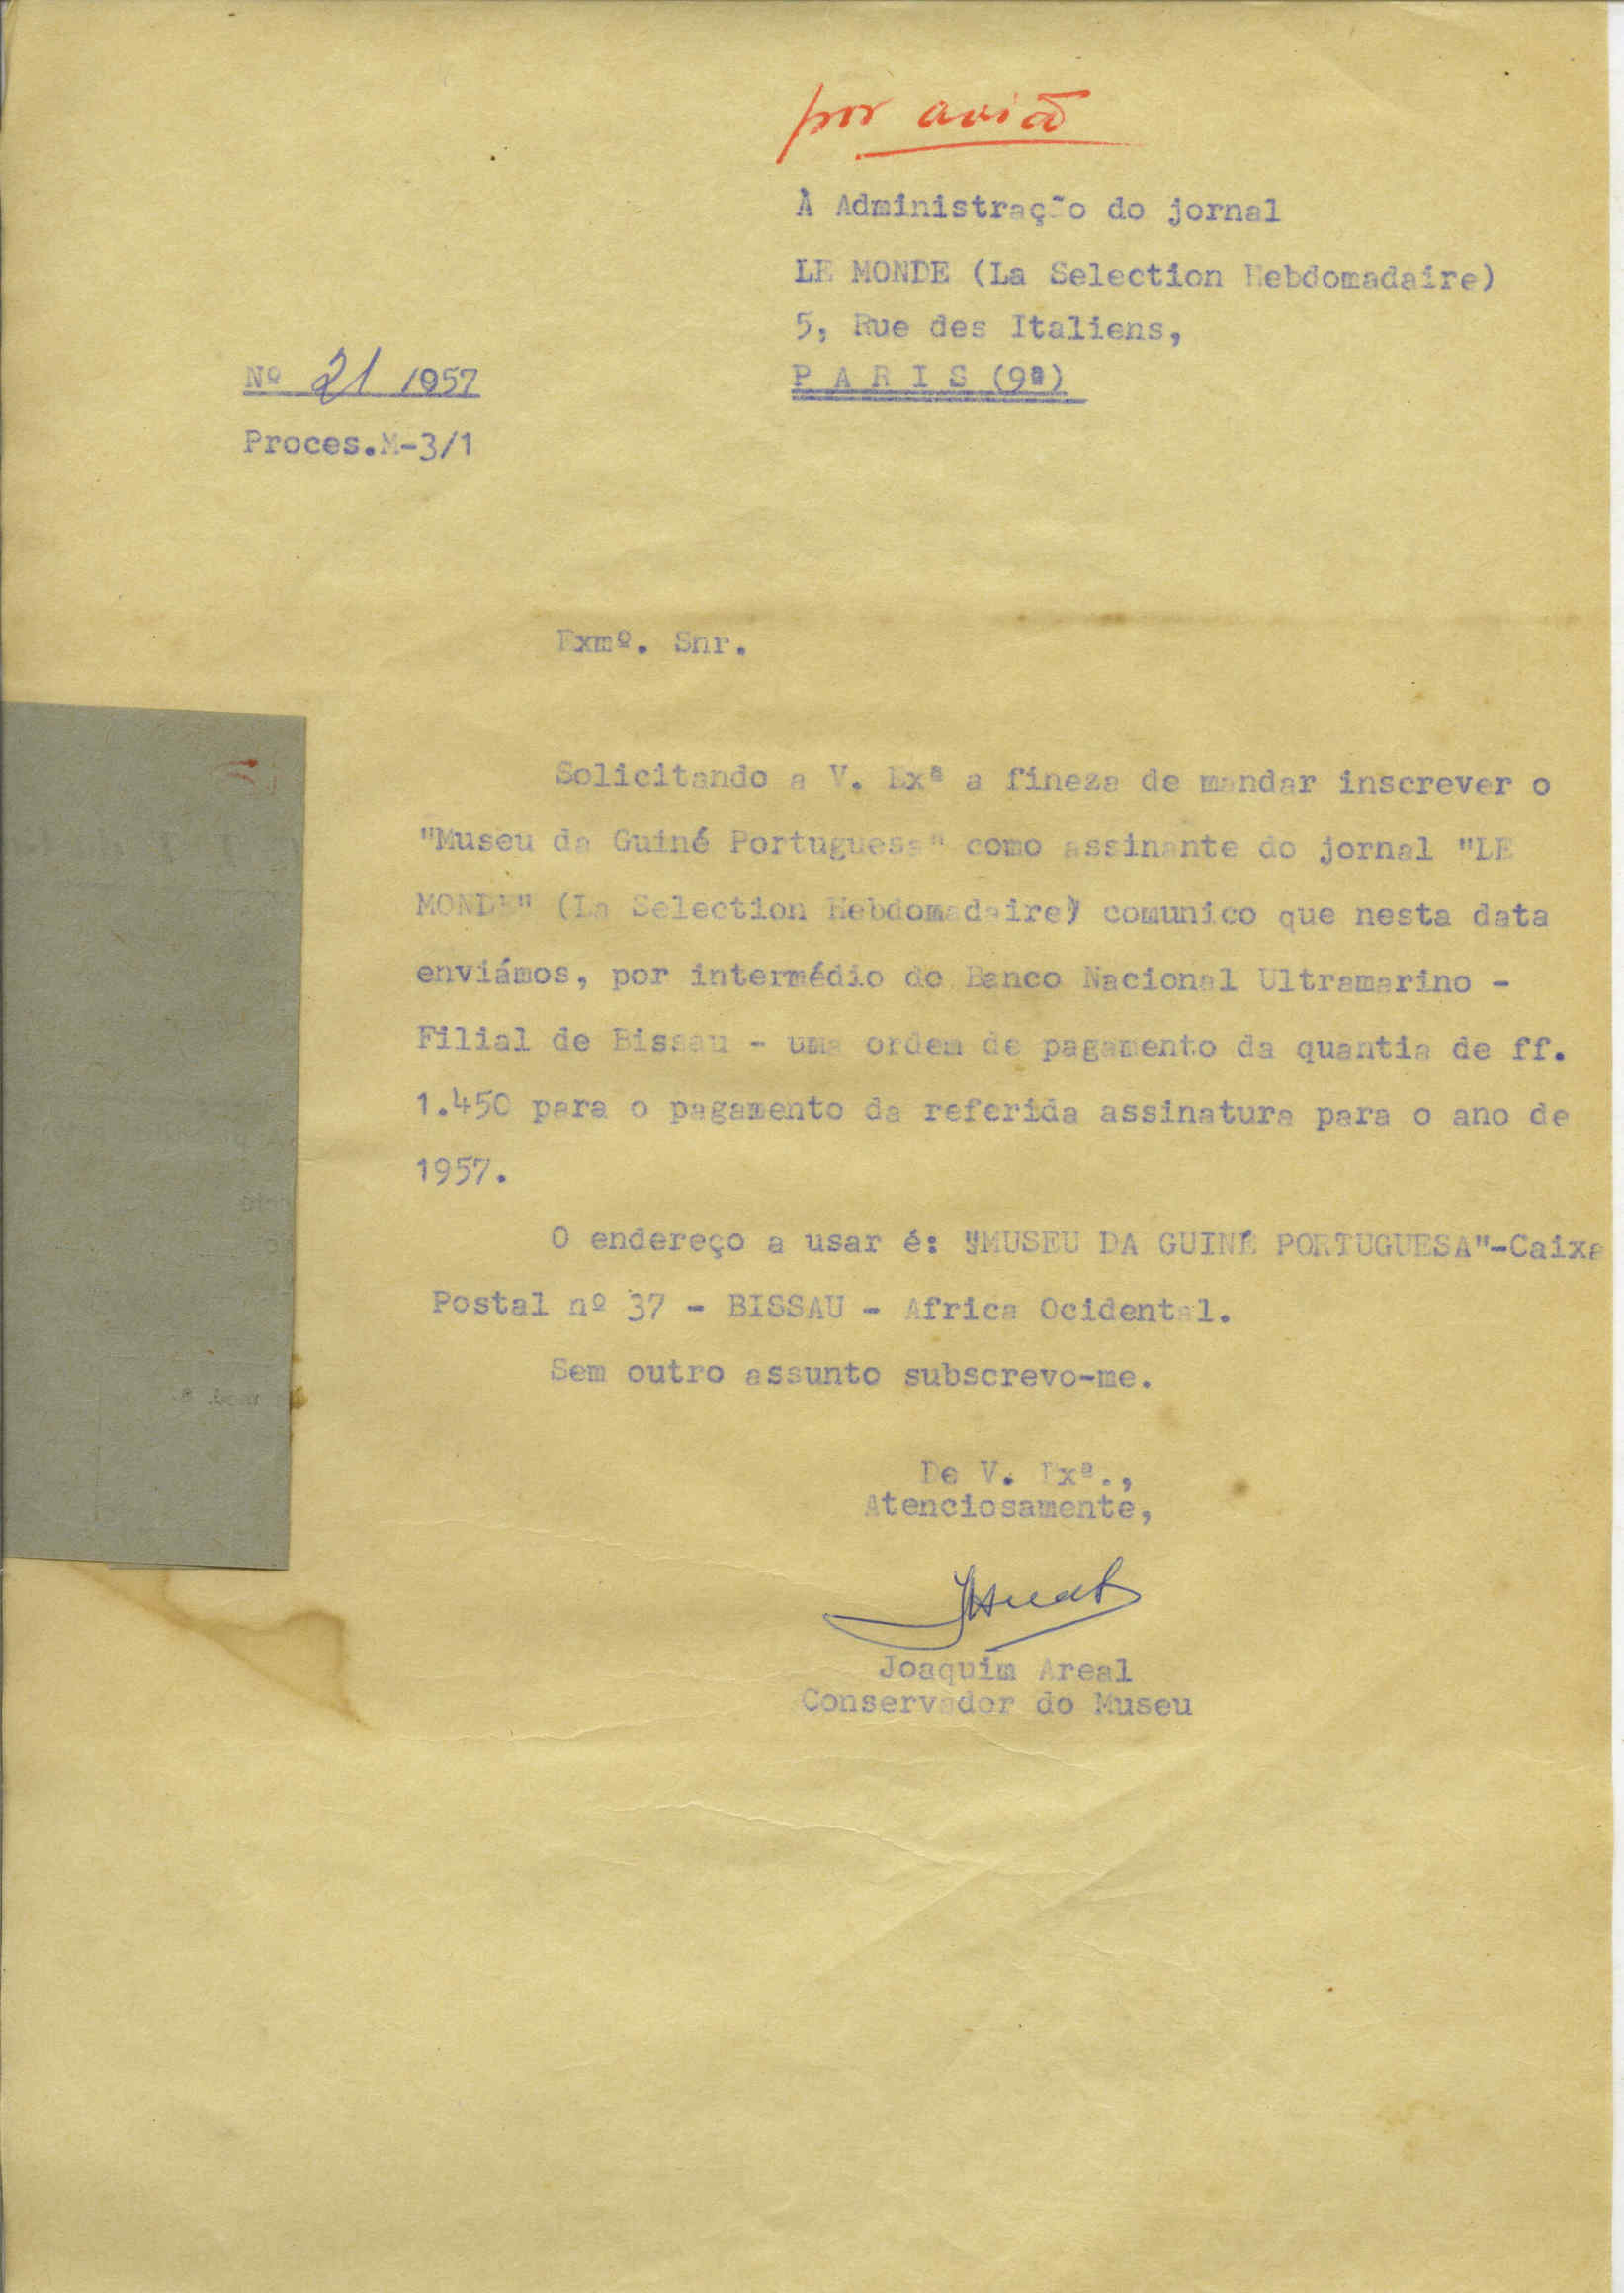 por avião
À Administração do jornal
LE MONDE (La Selection Hebdomadaire)
5, Rue des Italiens,
Nº 21 /1957
P A R I S (9ª)
Proces.M-3/1
Exmº. Snr.
Solicitando a V. Exª a fineza de mandar inscrever o
"Museu da Guiné Portuguesa" como assinante do jornal "LE
MONDE" (La Selection Hebdomadaire) comunico que nesta data
enviámos, por intermédio do Banco Nacional Ultramarino -
Filial de Bissau - uma ordem de pagamento da quantia de ff.
1.450 para o pagamento da referida assinatura para o ano de
1957.
O endereço a usar é: "MUSEU DA GUINÉ PORTUGUESA"-Caixa
Postal nº 37 - BISSAU - Africa Ocidental.
Sem outro assunto subscrevo-me.
De V. Exª.,
Atenciosamente,
Joaquim Areal
Conservador do Museu